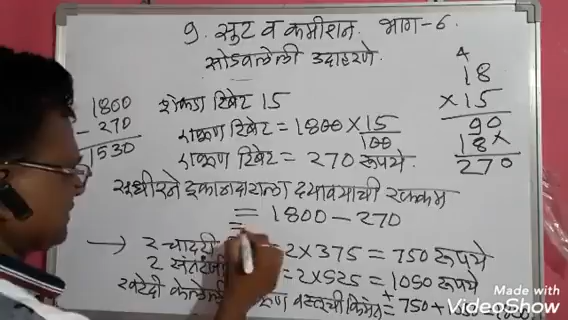 9. सूट व कमीशन. भाग-6.
सोडवलेली उदाहरणे.
4
18
×15
90
18×
270
1800
- 270
1530
शेकडा रिबेट 15
एकूण रिबेट = 1800 × 15/100
एकूण रिबेट = 270 रूपये.
सुधीरने दुकानदाराला द्यावयाची रक्कम
= 1800 - 270
=
→ 2 चादरी = 2×375 = 750 रूपये
2 = 2×525 = 1050 रूपये
खरेदी वस्तूंची किंमत = 750 +
Made with
VideoShow